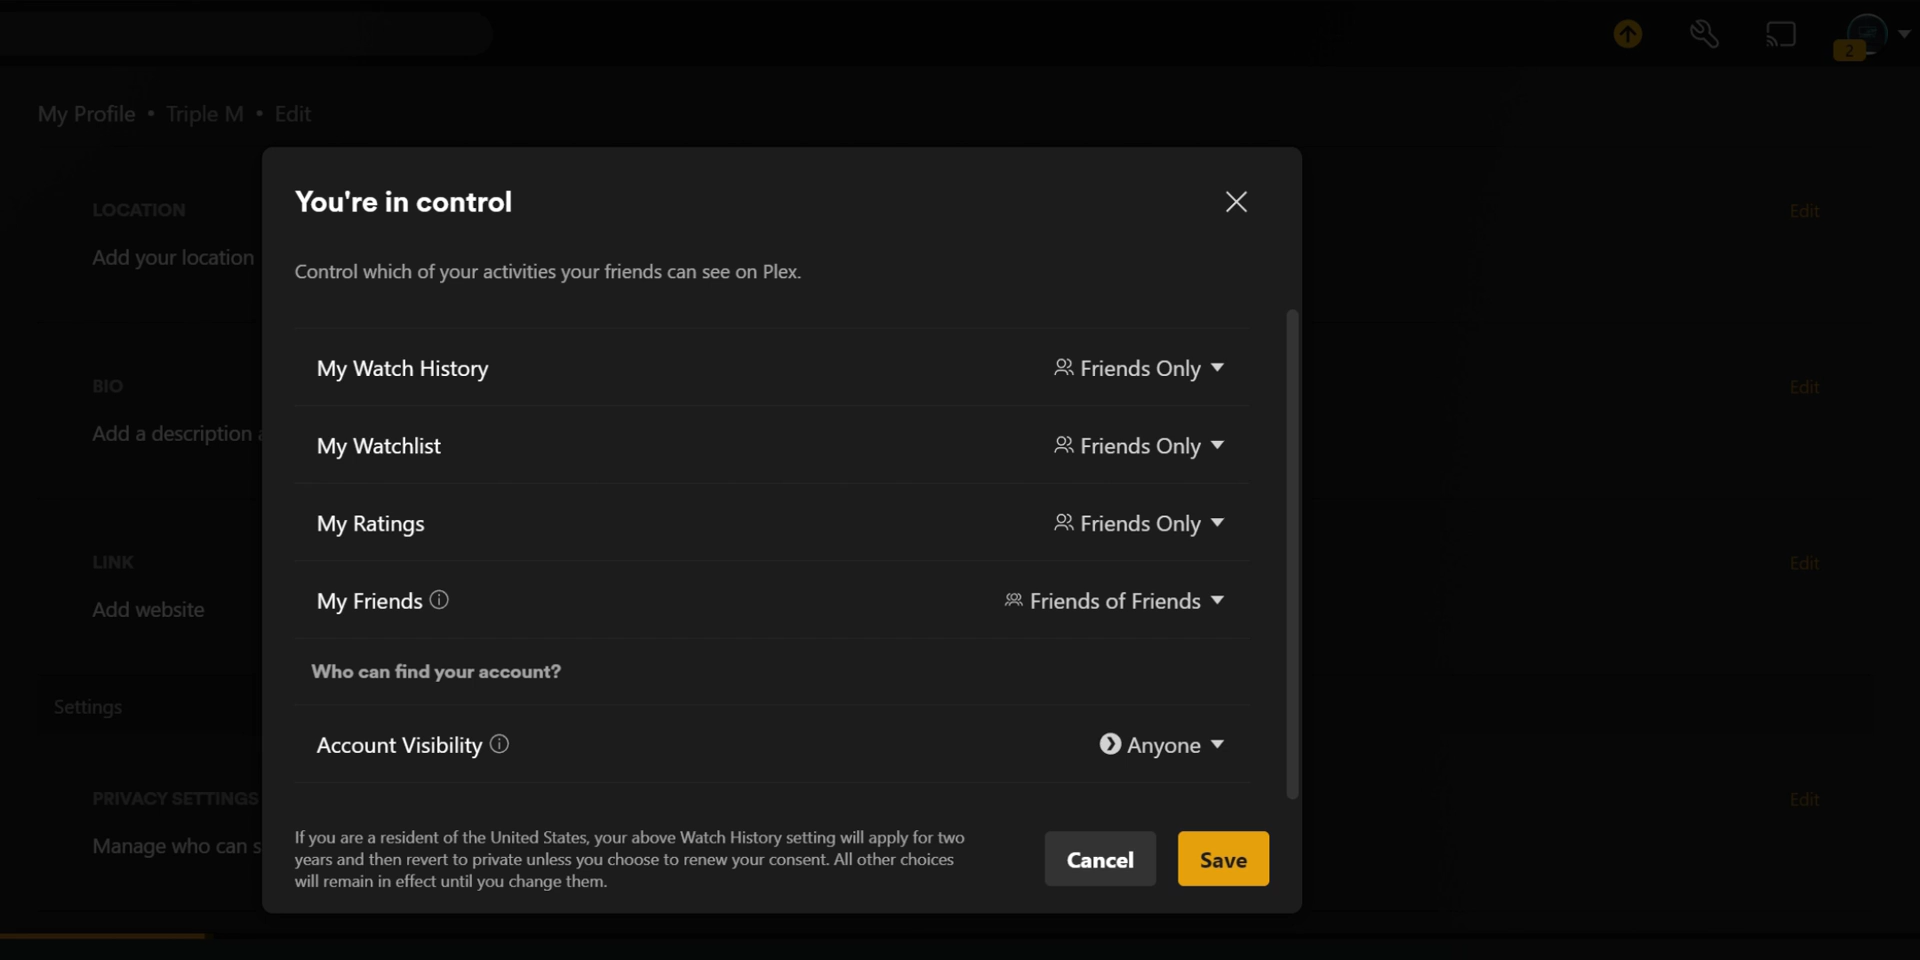 2
My Profile • Triple M • Edit
You're in control
Control which of your activities your friends can see on Plex.
LOCATION
Edit
Add your location
My Watch History
Friends Only
BIO
Edit
Add a description
My Watchlist
Friends Only
My Ratings
Friends Only
LINK
Edit
Add website
My Friends
Friends of Friends
Who can find your account?
Settings
Account Visibility
Anyone
PRIVACY SETTINGS
Edit
Manage who can s
If you are a resident of the United States, your above Watch History setting will apply for two
years and then revert to private unless you choose to renew your consent. All other choices
will remain in effect until you change them.
Cancel
Save